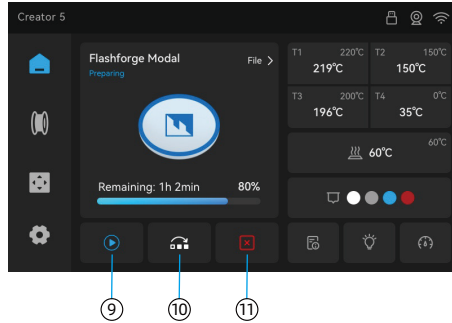 Creator 5
Flashforge Modal
File >
Preparing
Remaining: 1h 2min
80%
T1 220℃
219℃
T2 150℃
150℃
T3 200℃
196℃
T4 0℃
35℃
60℃
60℃
⑨
⑩
⑪